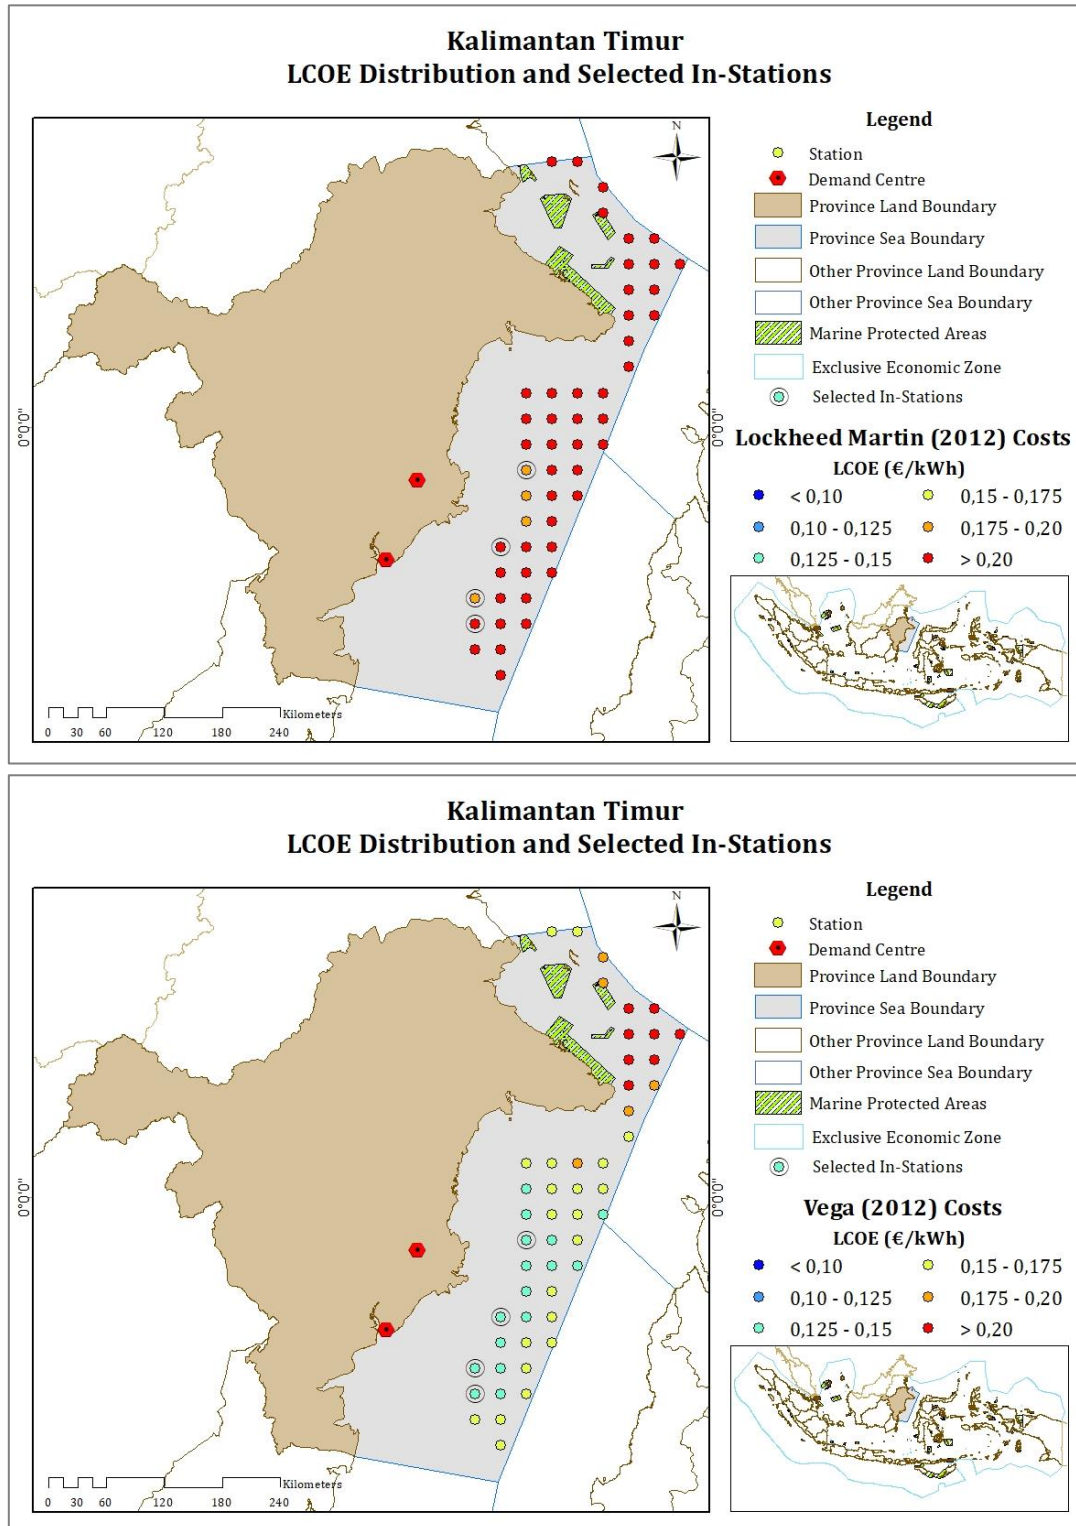 Kalimantan Timur
LCOE Distribution and Selected In-Stations
N
0°0'0"
0°0'0"
Kilometers
0 30 60 120 180 240
Legend
Station
Demand Centre
Province Land Boundary
Province Sea Boundary
Other Province Land Boundary
Other Province Sea Boundary
Marine Protected Areas
Exclusive Economic Zone
Selected In-Stations
Lockheed Martin (2012) Costs
LCOE (€/kWh)
< 0,10 0,15 - 0,175
0,10 - 0,125 0,175 - 0,20
0,125 - 0,15 > 0,20
Kalimantan Timur
LCOE Distribution and Selected In-Stations
N
0°0'0"
0°0'0"
Kilometers
0 30 60 120 180 240
Legend
Station
Demand Centre
Province Land Boundary
Province Sea Boundary
Other Province Land Boundary
Other Province Sea Boundary
Marine Protected Areas
Exclusive Economic Zone
Selected In-Stations
Vega (2012) Costs
LCOE (€/kWh)
< 0,10 0,15 - 0,175
0,10 - 0,125 0,175 - 0,20
0,125 - 0,15 > 0,20